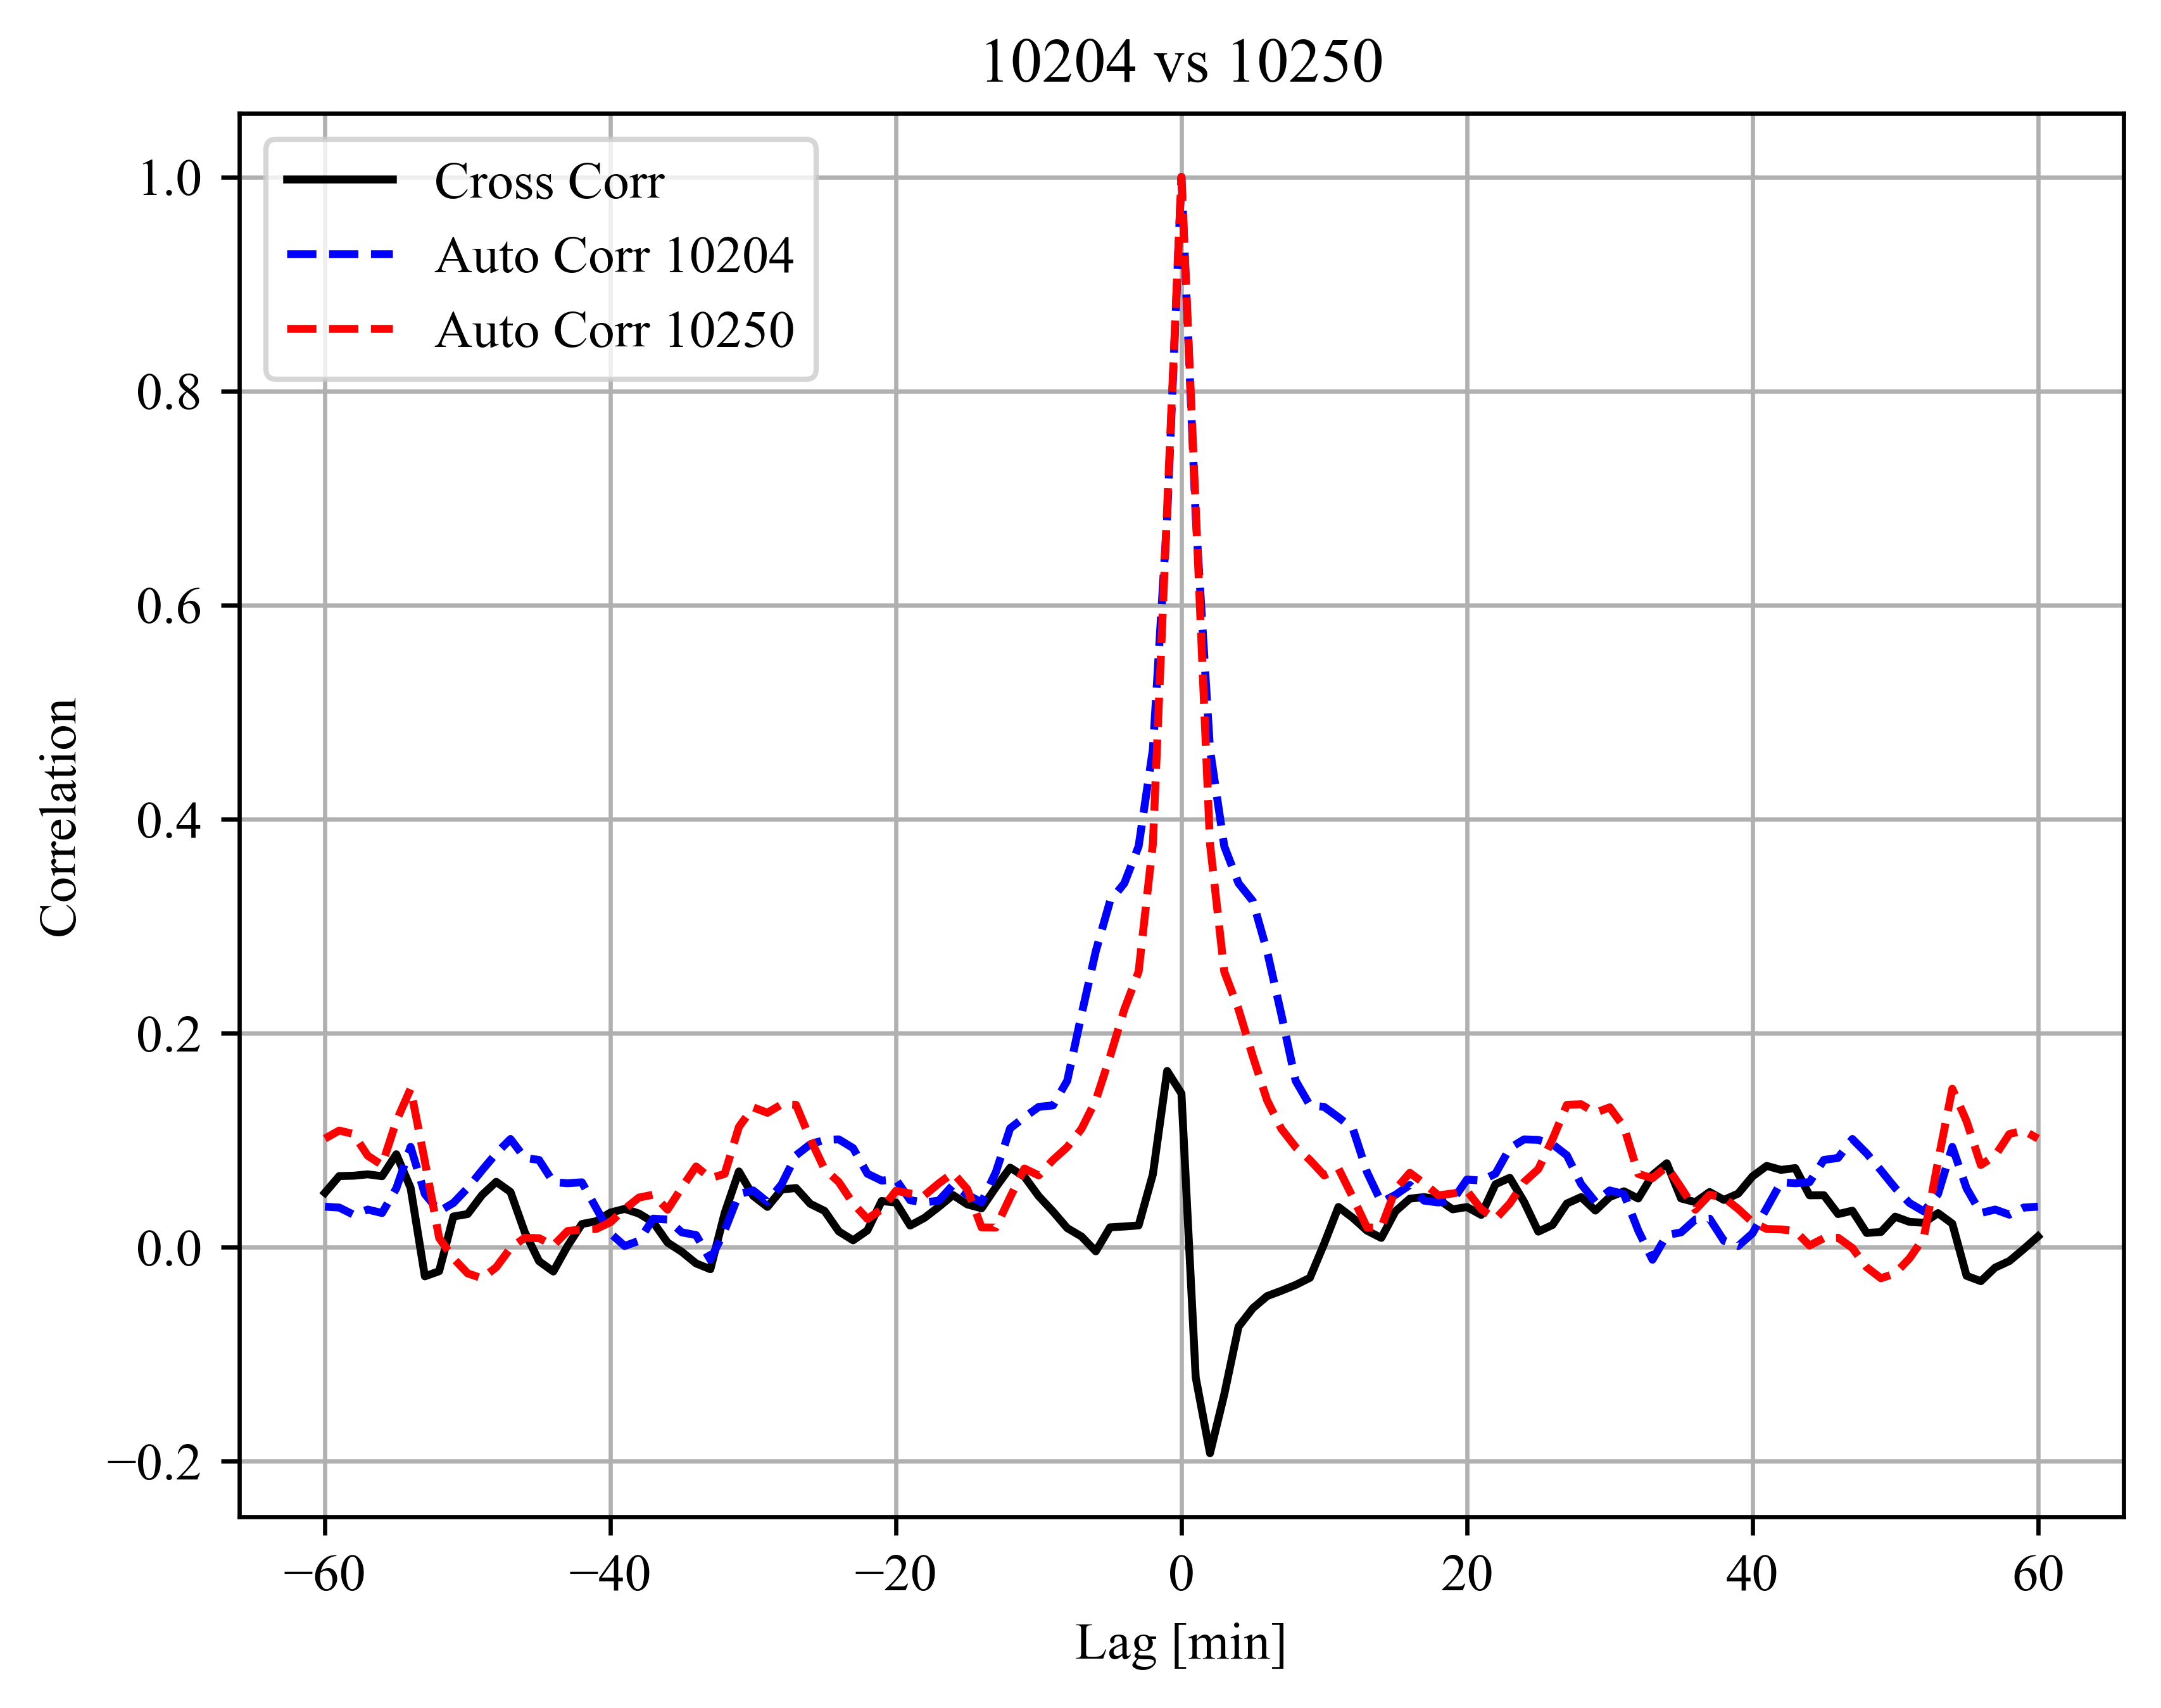 10204 vs 10250
Cross Corr
Auto Corr 10204
Auto Corr 10250
1.0
0.8
0.6
0.4
0.2
0.0
−0.2
Correlation
−60 −40 −20 0 20 40 60
Lag [min]